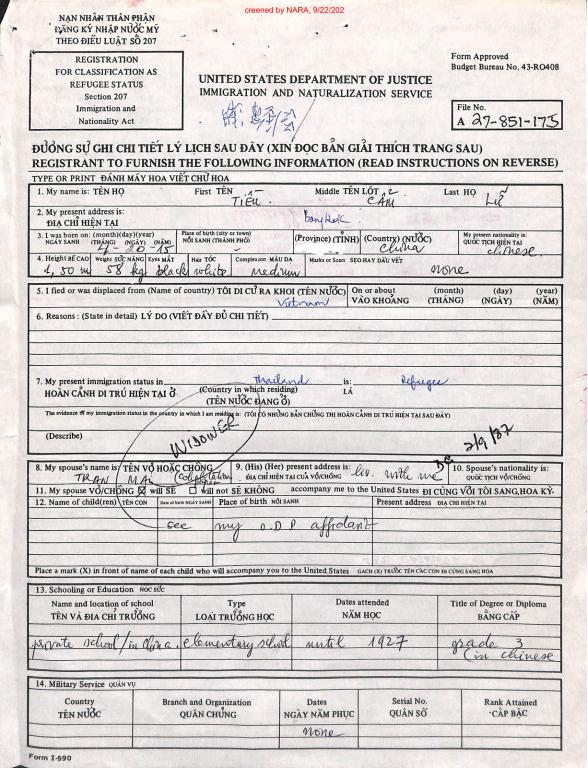 creened by NARA, 9/22/202
NẠN NHÂN THÂN PHẬN
ĐĂNG KÝ NHẬP NƯỚC MỸ
THEO ĐIỀU LUẬT SỐ 207
REGISTRATION
FOR CLASSIFICATION AS
REFUGEE STATUS
Section 207
Immigration and
Nationality Act
UNITED STATES DEPARTMENT OF JUSTICE
IMMIGRATION AND NATURALIZATION SERVICE
Form Approved
Budget Bureau No. 43-RO408
File No.
A 27-851-175
ĐƯƠNG SỰ GHI CHI TIẾT LÝ LỊCH SAU ĐÂY (XIN ĐỌC BẢN GIẢI THÍCH TRANG SAU)
REGISTRANT TO FURNISH THE FOLLOWING INFORMATION (READ INSTRUCTIONS ON REVERSE)
TYPE OR PRINT ĐÁNH MÁY HOA VIẾT CHỮ HOA
1. My name is: TÊN HỌ First TÊN Middle TÊN LÓT Last HỌ
TIÊU CẨM LƯ
2. My present address is: Bangkok
ĐỊA CHỈ HIỆN TẠI
3. I was born on: (month)(day)(year) Place of birth (city or town) (Province) (TỈNH) (Country) (NƯỚC) My present nationality is:
NGÀY SANH (THÁNG) (NGÀY) (NĂM) NƠI SANH (THÀNH PHỐ) QUỐC TỊCH HIỆN TẠI
4-20-15 China chinese.
4. Height BỀ CAO Weight SỨC NẶNG Eyes MẮT Hair TÓC Complexion MÀU DA Marks or Scars SẸO HAY DẤU VẾT
1,50 m 58 kg black white medium none
5. I fled or was displaced from (Name of country) TÔI DI CƯ RA KHỎI (TÊN NƯỚC) On or about (month) (day) (year)
Vietnam VÀO KHOẢNG (THÁNG) (NGÀY) (NĂM)
6. Reasons: (State in detail) LÝ DO (VIẾT ĐẦY ĐỦ CHI TIẾT)
7. My present immigration status in Thailand is: Refugee
HOÀN CẢNH DI TRÚ HIỆN TẠI Ở (Country in which residing) LÀ
(TÊN NƯỚC ĐANG Ở)
The evidence of my immigration status in the country in which I am residing is: (TÔI CÓ NHỮNG BẢN CHỨNG THỊ HOÀN CẢNH DI TRÚ HIỆN TẠI SAU ĐÂY)
(Describe) WIDOWER 2/9/87
8. My spouse's name is: TÊN VỢ HOẶC CHỒNG 9. (His) (Her) present address is: liv. with me 10. Spouse's nationality is:
TRAN MAI ĐỊA CHỈ HIỆN TẠI CỦA VỢ/CHỒNG QUỐC TỊCH VỢ/CHỒNG
11. My spouse VỢ/CHỒNG ☒ will SẼ ☐ will not SẼ KHÔNG accompany me to the United States ĐI CÙNG VỚI TÔI SANG, HOA KỲ.
12. Name of child(ren) TÊN CON Date of birth NGÀY SANH Place of birth NƠI SANH Present address ĐỊA CHỈ HIỆN TẠI
see my O.D.P affidavit
Place a mark (X) in front of name of each child who will accompany you to the United States GẠCH (X) TRƯỚC TÊN CÁC CON ĐI CÙNG SANG HOA
13. Schooling or Education HỌC SỨC
Name and location of school Type Dates attended Title of Degree or Diploma
TÊN VÀ ĐỊA CHỈ TRƯỜNG LOẠI TRƯỜNG HỌC NĂM HỌC BẰNG CẤP
private school/in China. elementary school until 1927 grade 3
(in chinese
14. Military Service QUÂN VỤ
Country Branch and Organization Dates Serial No. Rank Attained
TÊN NƯỚC QUÂN CHỦNG NGÀY NĂM PHỤC QUÂN SỐ CẤP BẬC
none
Form I-590